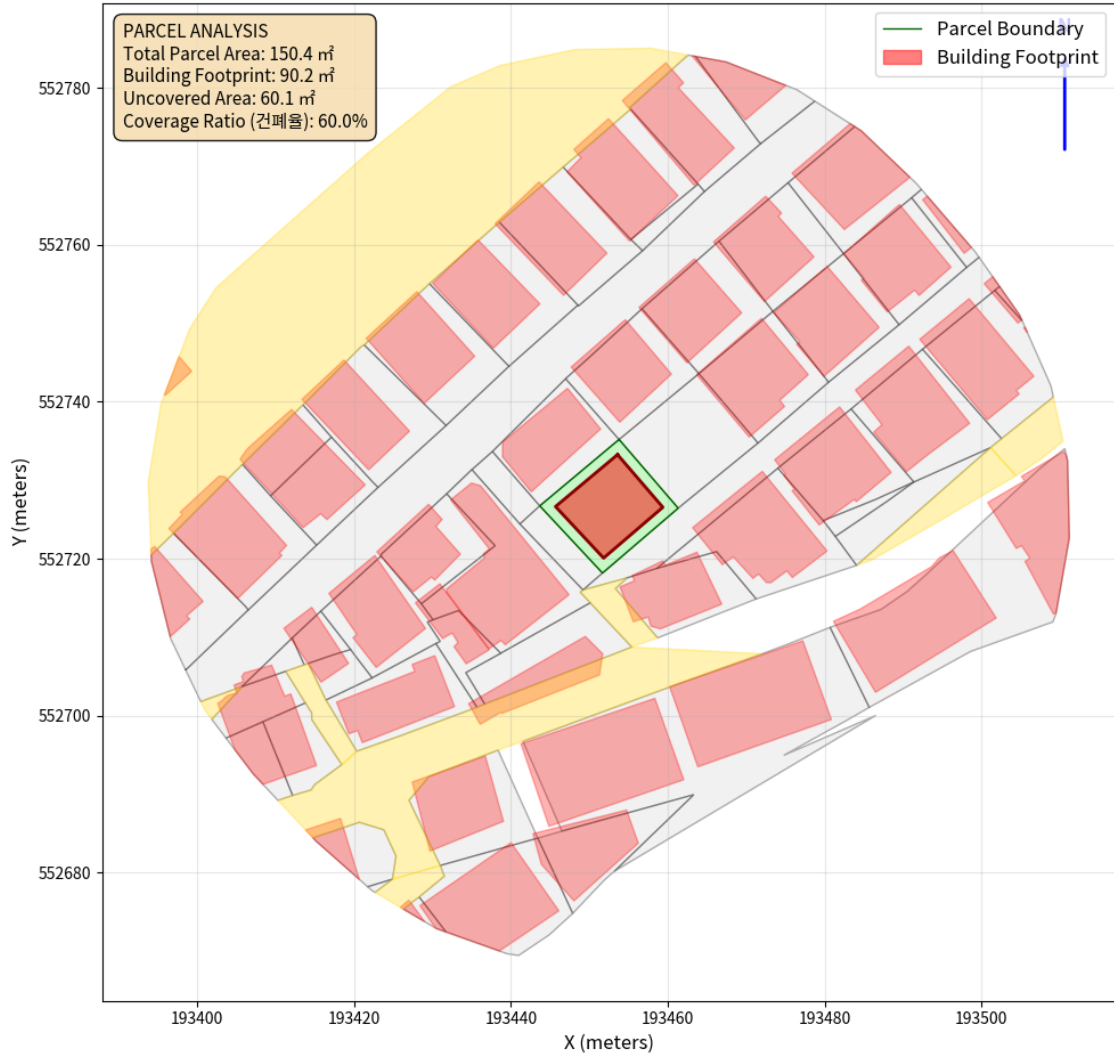 PARCEL ANALYSIS
Total Parcel Area: 150.4 ㎡
Building Footprint: 90.2 ㎡
Uncovered Area: 60.1 ㎡
Coverage Ratio (건폐율): 60.0%
Parcel Boundary
Building Footprint
N
552780
552760
552740
552720
552700
552680
Y (meters)
193400
193420
193440
193460
193480
193500
X (meters)